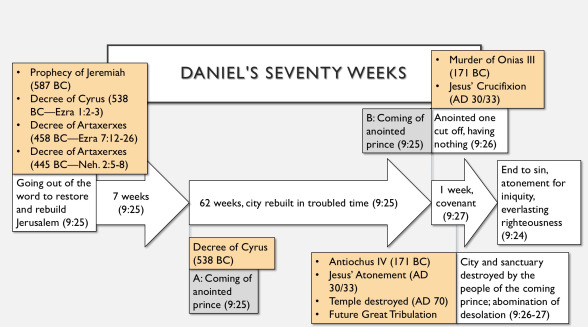 DANIEL'S SEVENTY WEEKS
• Prophecy of Jeremiah
(587 BC)
• Decree of Cyrus (538
BC—Ezra 1:2-3)
• Decree of Artaxerxes
(458 BC—Ezra 7:12-26)
• Decree of Artaxerxes
(445 BC—Neh. 2:5-8)
Going out of the
word to restore
and rebuild
Jerusalem (9:25)
7 weeks
(9:25)
62 weeks, city rebuilt in troubled time (9:25)
Decree of Cyrus
(538 BC)
A: Coming of
anointed
prince (9:25)
• Murder of Onias III
(171 BC)
• Jesus' Crucifixion
(AD 30/33)
B: Coming of
anointed
prince (9:25)
Anointed one
cut off, having
nothing (9:26)
1 week,
covenant
(9:27)
End to sin,
atonement for
iniquity,
everlasting
righteousness
(9:24)
• Antiochus IV (171 BC)
• Jesus' Atonement (AD
30/33)
• Temple destroyed (AD 70)
• Future Great Tribulation
City and sanctuary
destroyed by the
people of the coming
prince; abomination of
desolation (9:26-27)